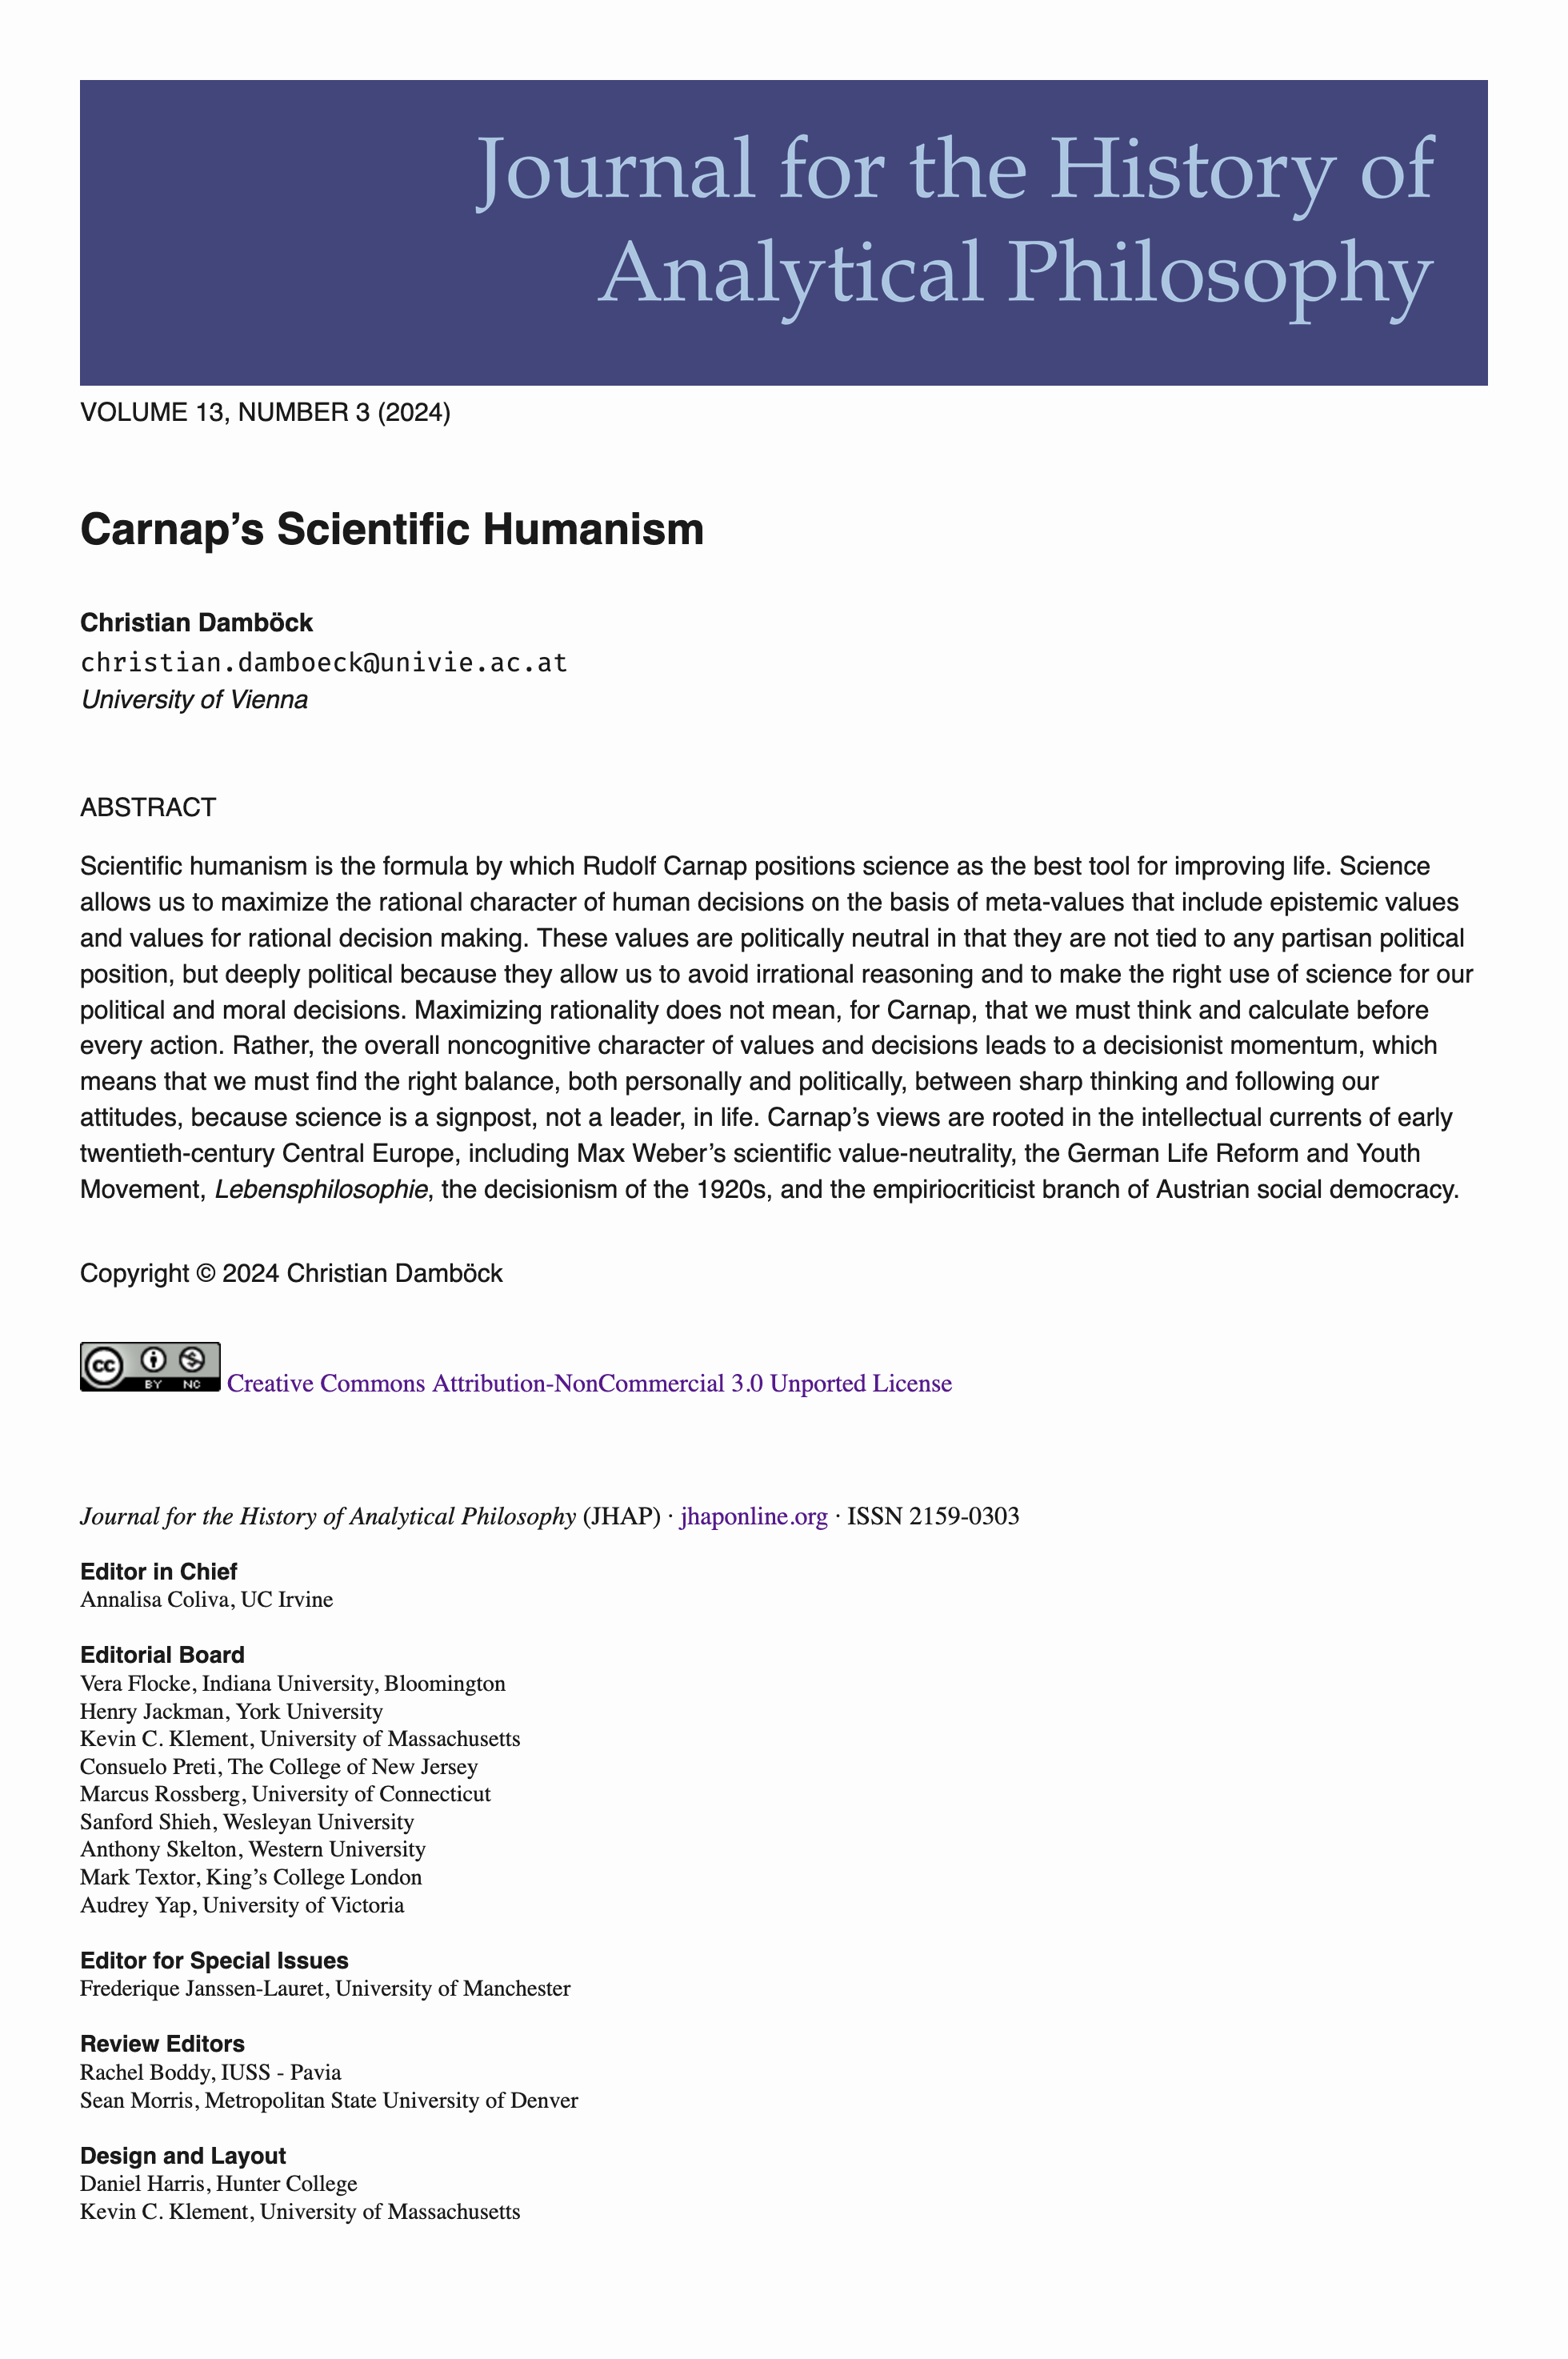 Journal for the History of
Analytical Philosophy
VOLUME 13, NUMBER 3 (2024)
Carnap’s Scientific Humanism
Christian Damböck
christian.damboeck@univie.ac.at
University of Vienna
ABSTRACT
Scientific humanism is the formula by which Rudolf Carnap positions science as the best tool for improving life. Science
allows us to maximize the rational character of human decisions on the basis of meta-values that include epistemic values
and values for rational decision making. These values are politically neutral in that they are not tied to any partisan political
position, but deeply political because they allow us to avoid irrational reasoning and to make the right use of science for our
political and moral decisions. Maximizing rationality does not mean, for Carnap, that we must think and calculate before
every action. Rather, the overall noncognitive character of values and decisions leads to a decisionist momentum, which
means that we must find the right balance, both personally and politically, between sharp thinking and following our
attitudes, because science is a signpost, not a leader, in life. Carnap’s views are rooted in the intellectual currents of early
twentieth-century Central Europe, including Max Weber’s scientific value-neutrality, the German Life Reform and Youth
Movement, Lebensphilosophie, the decisionism of the 1920s, and the empiriocriticist branch of Austrian social democracy.
Copyright © 2024 Christian Damböck
cc BY NC Creative Commons Attribution-NonCommercial 3.0 Unported License
Journal for the History of Analytical Philosophy (JHAP) · jhaponline.org · ISSN 2159-0303
Editor in Chief
Annalisa Coliva, UC Irvine
Editorial Board
Vera Flocke, Indiana University, Bloomington
Henry Jackman, York University
Kevin C. Klement, University of Massachusetts
Consuelo Preti, The College of New Jersey
Marcus Rossberg, University of Connecticut
Sanford Shieh, Wesleyan University
Anthony Skelton, Western University
Mark Textor, King’s College London
Audrey Yap, University of Victoria
Editor for Special Issues
Frederique Janssen-Lauret, University of Manchester
Review Editors
Rachel Boddy, IUSS - Pavia
Sean Morris, Metropolitan State University of Denver
Design and Layout
Daniel Harris, Hunter College
Kevin C. Klement, University of Massachusetts